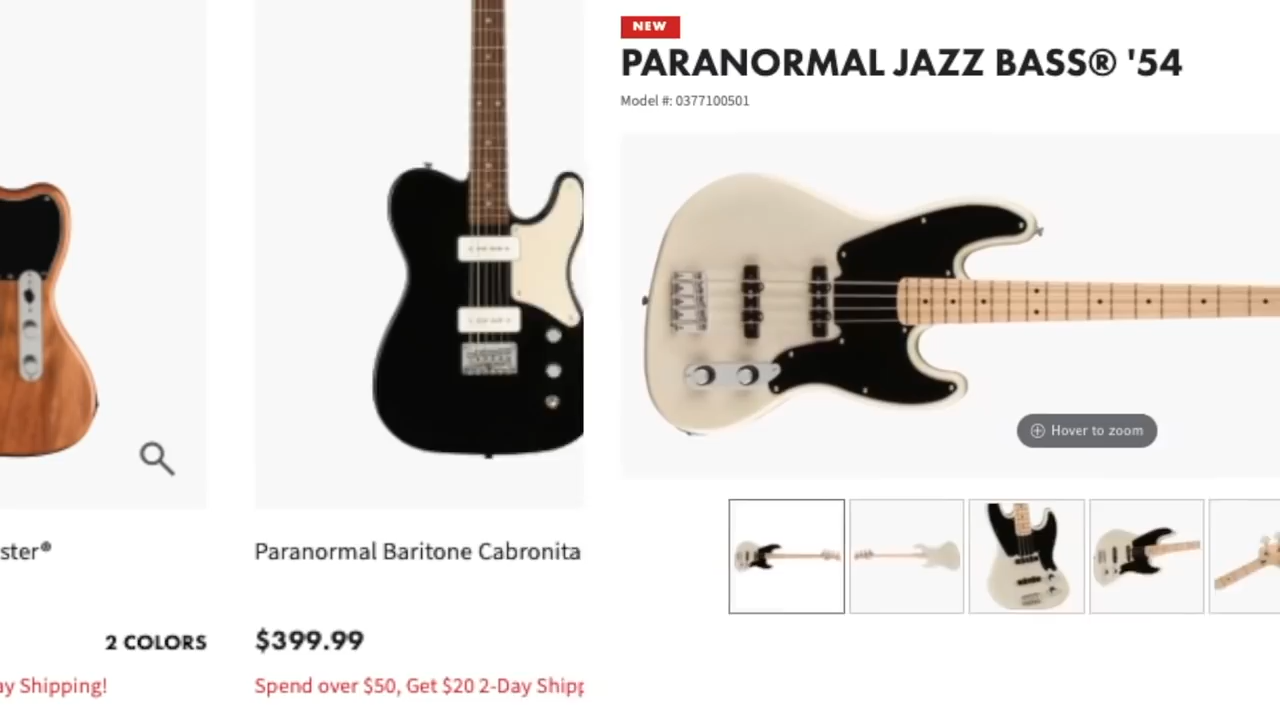 ster®
2 COLORS
ay Shipping!
Paranormal Baritone Cabronita
$399.99
Spend over $50, Get $20 2-Day Shipp
NEW
PARANORMAL JAZZ BASS® '54
Model #: 0377100501
Hover to zoom